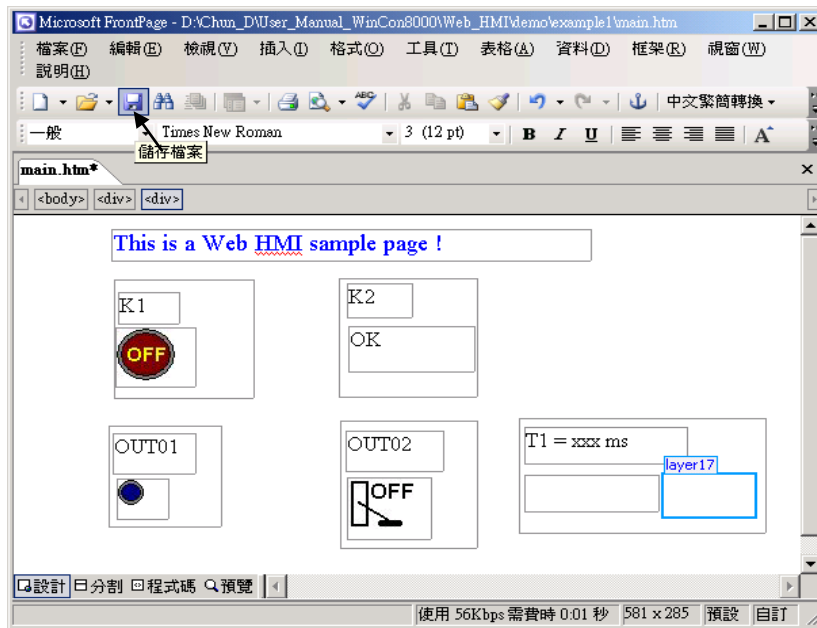 Microsoft FrontPage - D:\Chun_D\User_Manual_WinCon8000\Web_HMI\demo\example1\main.htm
檔案(F) 編輯(E) 檢視(V) 插入(I) 格式(O) 工具(T) 表格(A) 資料(D) 框架(R) 視窗(W)
說明(H)
ABC 中文繁簡轉換
一般 Times New Roman 3 (12 pt) B I U A
儲存檔案
main.htm*
<body> <div> <div>
This is a Web HMI sample page !
K1 K2
OFF OK
OUT01 OUT02 T1 = xxx ms
layer17
OFF
設計 分割 程式碼 預覽
使用 56Kbps 需費時 0:01 秒 581 x 285 預設 自訂